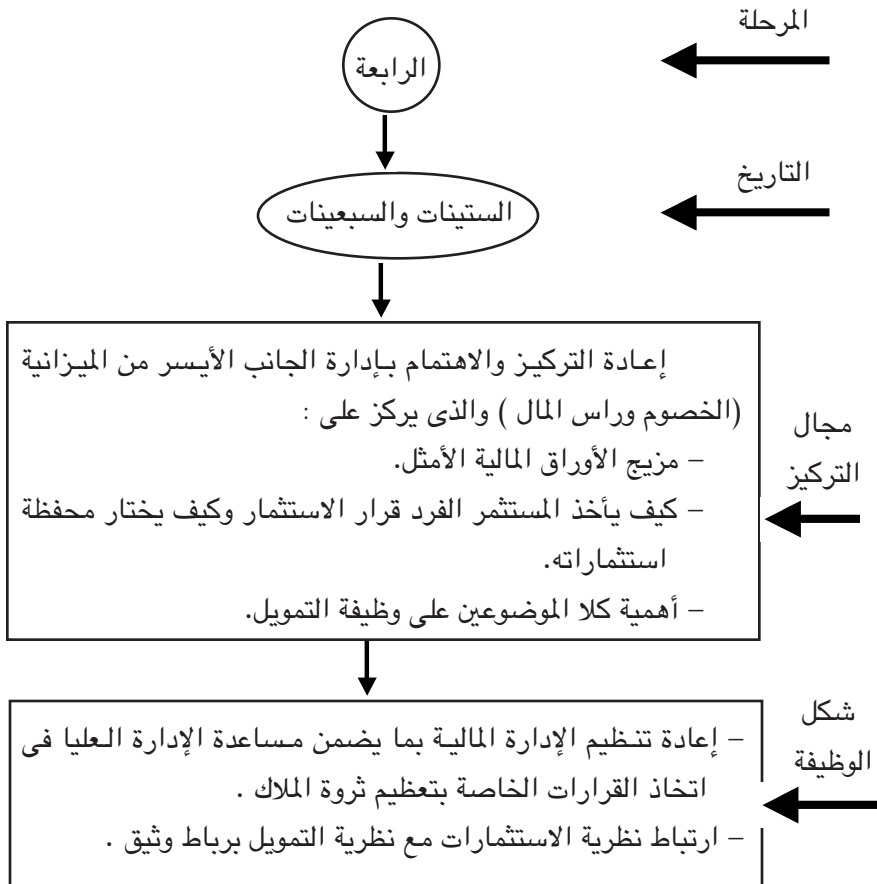 المرحلة
الرابعة
التاريخ
الستينات والسبعينات
إعادة التركيز والاهتمام بإدارة الجانب الأيسر من الميزانية
(الخصوم وراس المال ) والذى يركز على :
– مزيج الأوراق المالية الأمثل.
– كيف يأخذ المستثمر الفرد قرار الاستثمار وكيف يختار محفظة
استثماراته.
– أهمية كلا الموضوعين على وظيفة التمويل.
مجال
التركيز
– إعادة تنظيم الإدارة المالية بما يضمن مساعدة الإدارة العليا فى
اتخاذ القرارات الخاصة بتعظيم ثروة الملاك .
– ارتباط نظرية الاستثمارات مع نظرية التمويل برباط وثيق .
شكل
الوظيفة